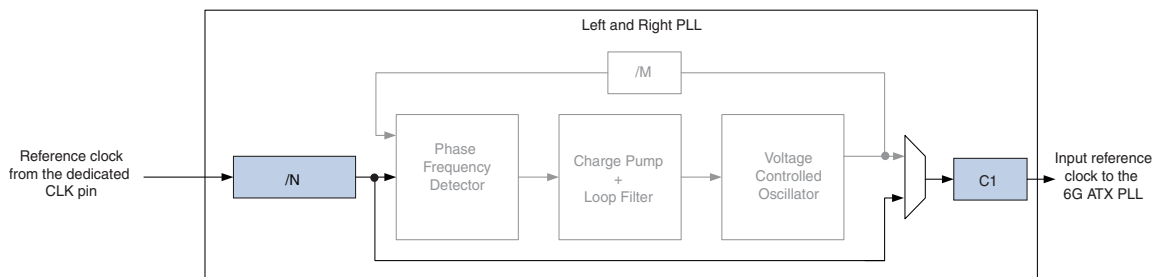 Left and Right PLL
/M
Reference clock
from the dedicated
CLK pin
/N
Phase
Frequency
Detector
Charge Pump
+
Loop Filter
Voltage
Controlled
Oscillator
C1
Input reference
clock to the
6G ATX PLL